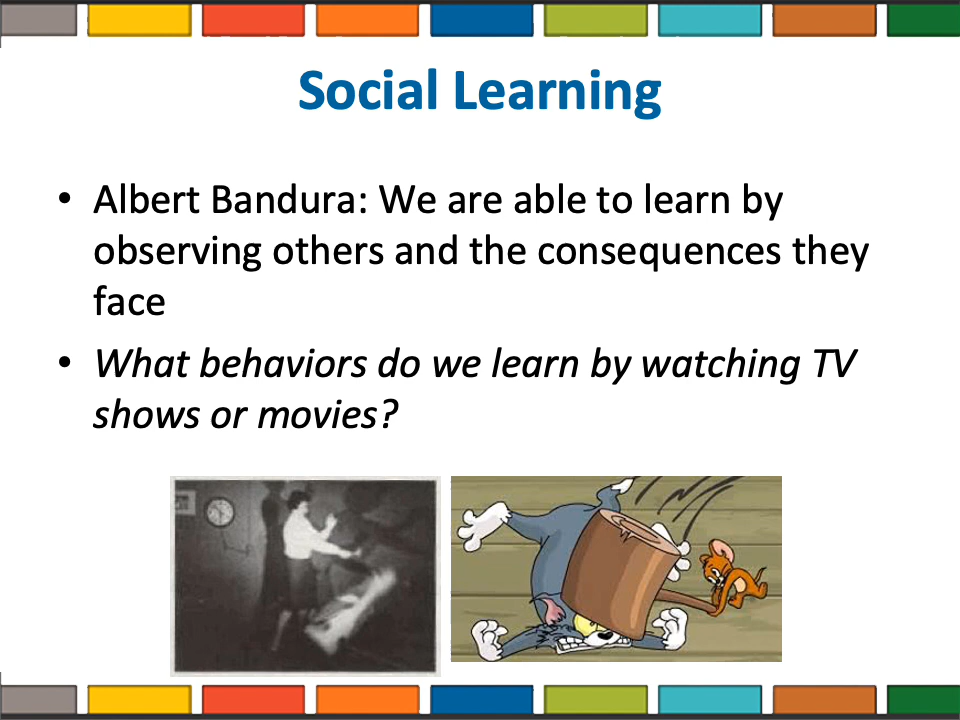 Social Learning
• Albert Bandura: We are able to learn by
observing others and the consequences they
face
• What behaviors do we learn by watching TV
shows or movies?